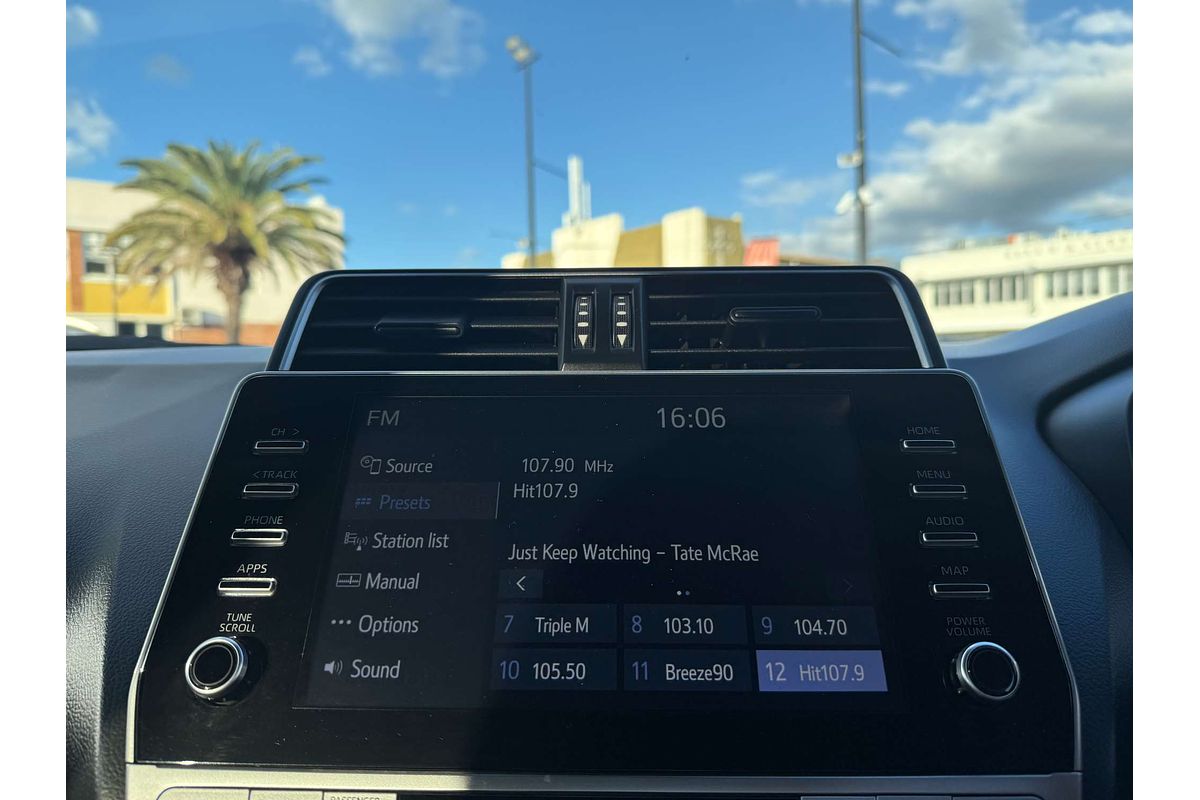 FM
16:06
CH >
< TRACK
PHONE
APPS
TUNE
SCROLL
Source
Presets
Station list
Manual
Options
Sound
107.90 MHz
Hit107.9
Just Keep Watching – Tate McRae
<
>
7 Triple M
8 103.10
9 104.70
10 105.50
11 Breeze90
12 Hit107.9
HOME
MENU
AUDIO
MAP
POWER
VOLUME
PASSENGER